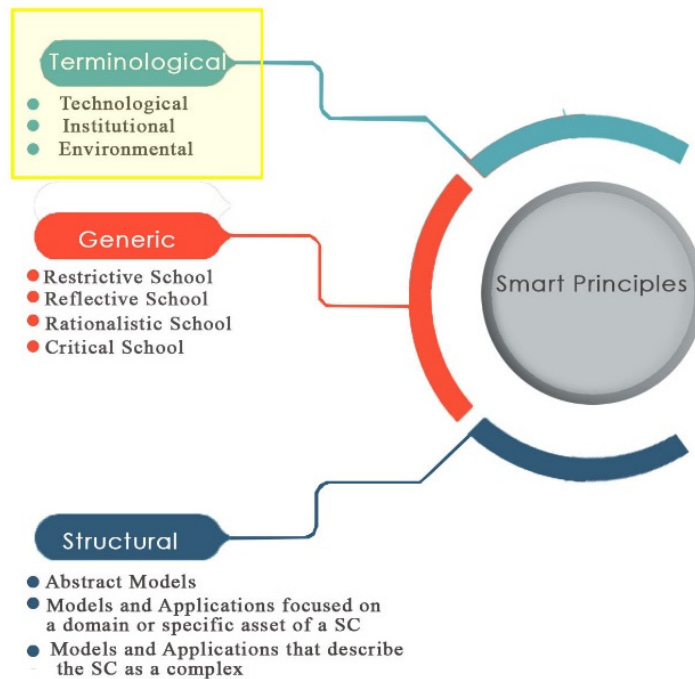 Terminological
Technological
Institutional
Environmental
Generic
Restrictive School
Reflective School
Rationalistic School
Critical School
Smart Principles
Structural
Abstract Models
Models and Applications focused on
a domain or specific asset of a SC
Models and Applications that describe
the SC as a complex